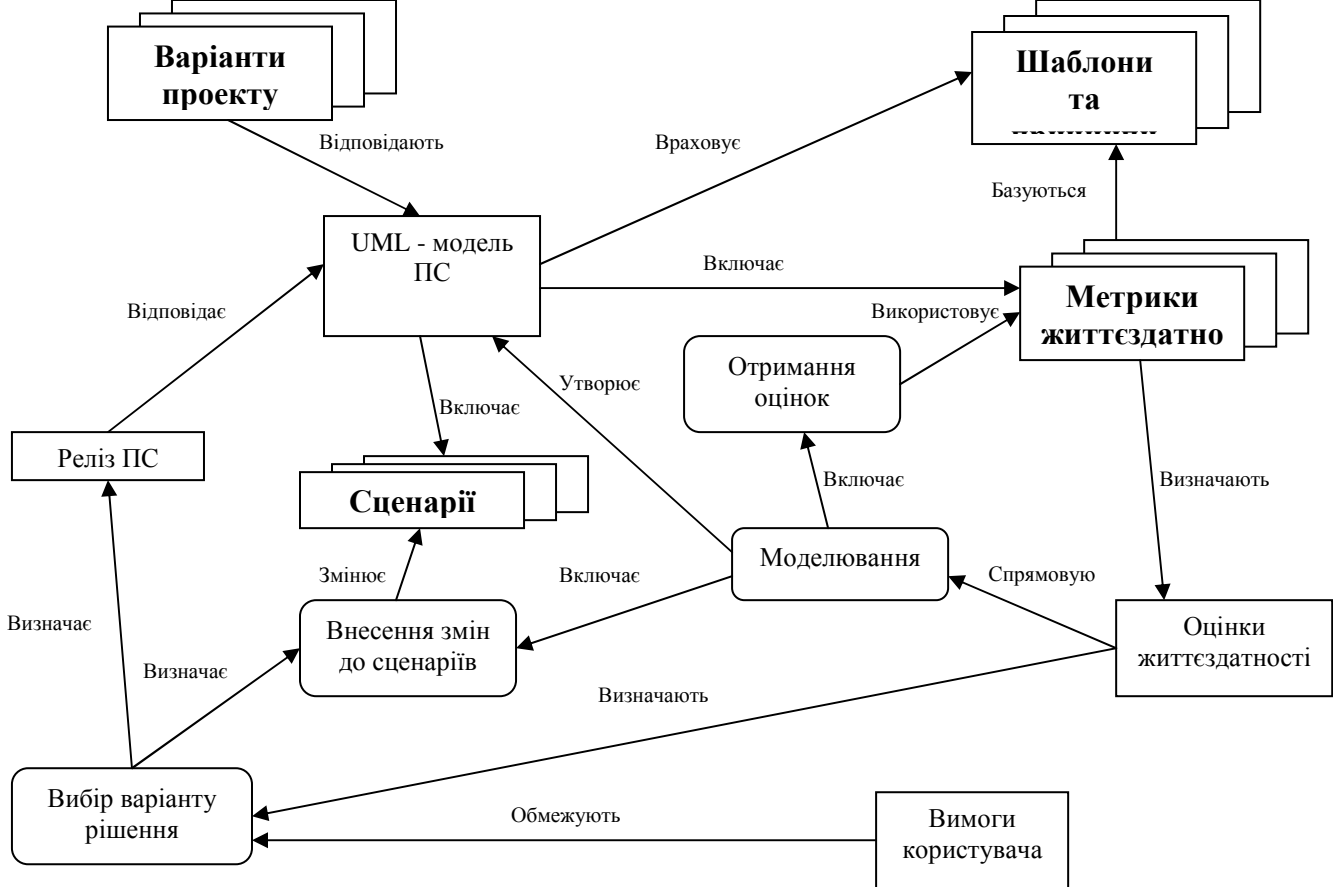 Варіанти
проекту
Шаблони
та
Відповідають
Враховує
Базуються
UML - модель
ПС
Включає
Відповідає
Використовує
Метрики
життєздатно
Отримання
оцінок
Утворює
Включає
Реліз ПС
Сценарії
Включає
Визначають
Моделювання
Змінює
Включає
Спрямовую
Визначає
Внесення змін
до сценаріїв
Оцінки
життєздатності
Визначає
Визначають
Вибір варіанту
рішення
Обмежують
Вимоги
користувача